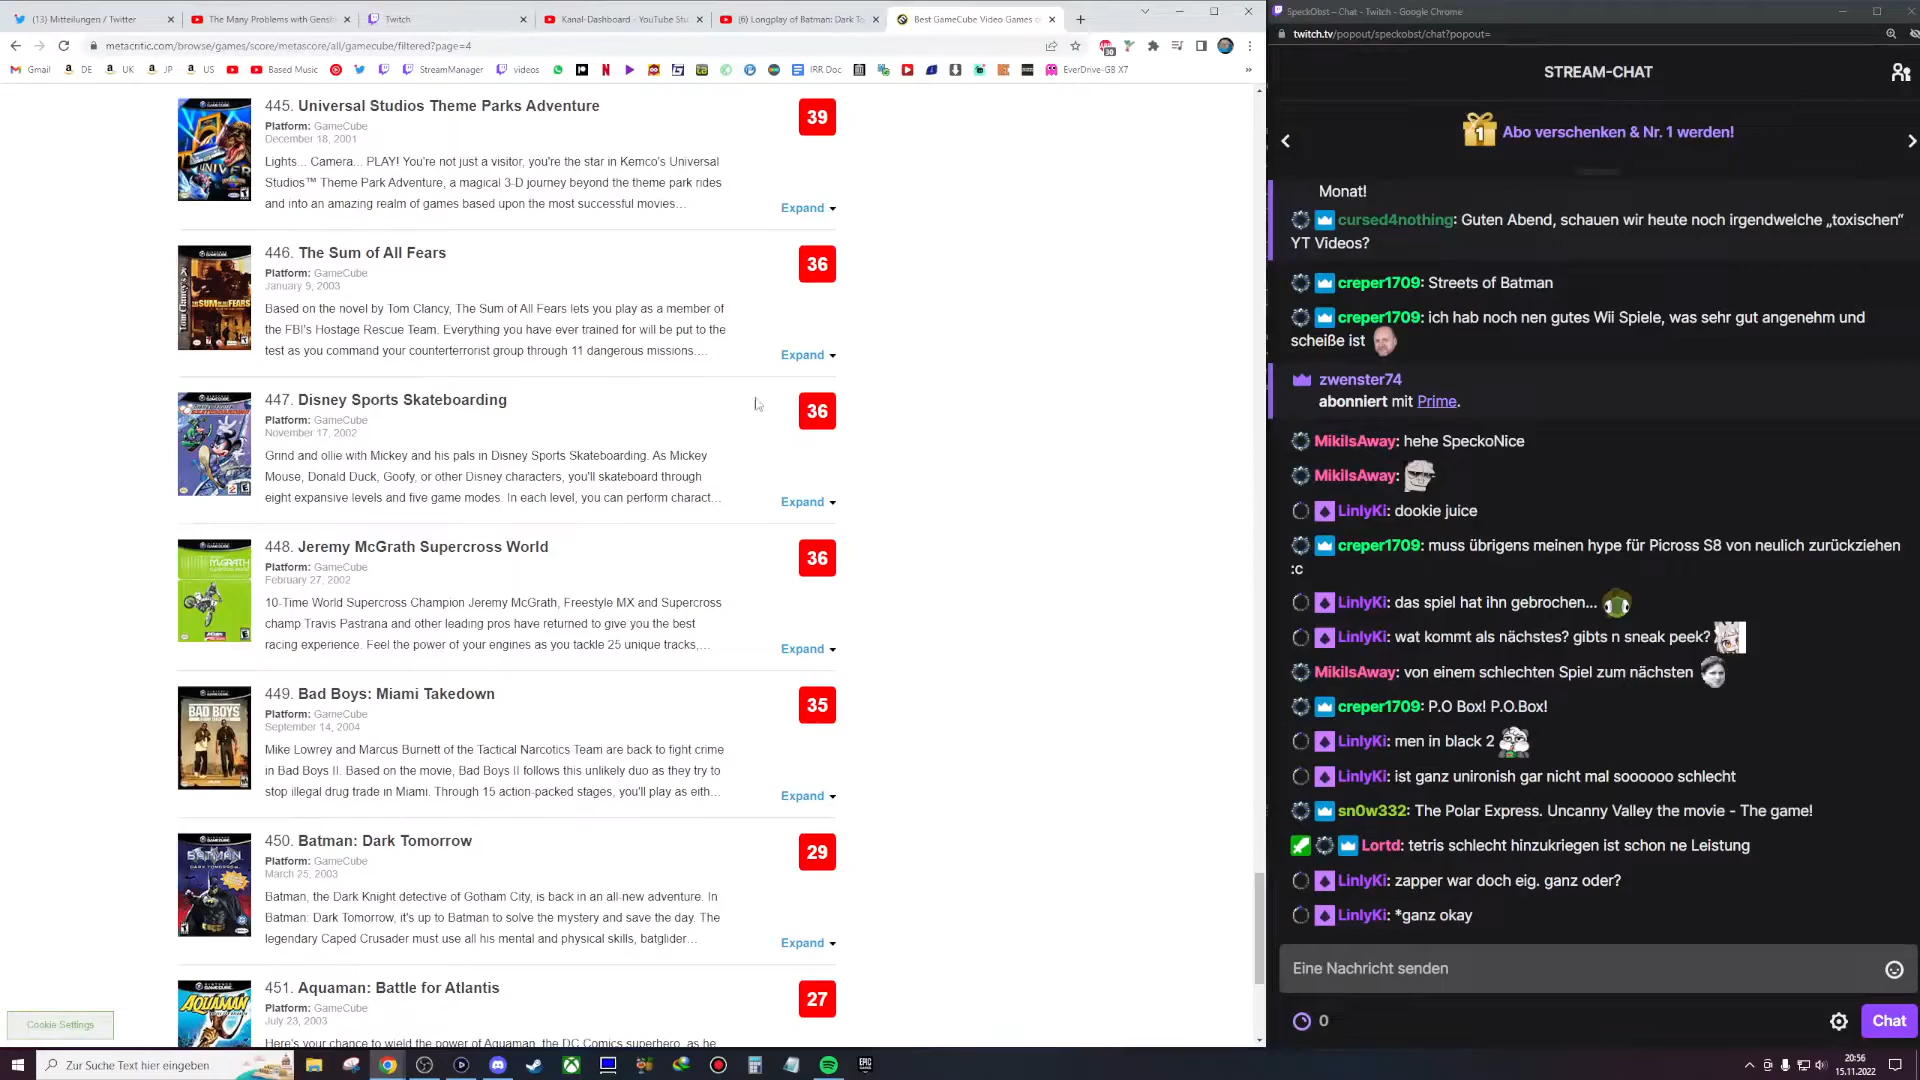 (13) Mitteilungen / Twitter
The Many Problems with Gensh
Twitch
Kanal-Dashboard - YouTube Stu
(6) Longplay of Batman: Dark To
Best GameCube Video Games o
metacritic.com/browse/games/score/metascore/all/gamecube/filtered?page=4
Gmail
DE
UK
JP
US
Based Music
StreamManager
videos
IRR Doc
EverDrive-GB X7
445. Universal Studios Theme Parks Adventure
39
Platform: GameCube
December 18, 2001
Lights... Camera... PLAY! You're not just a visitor, you're the star in Kemco's Universal
Studios™ Theme Park Adventure, a magical 3-D journey beyond the theme park rides
and into an amazing realm of games based upon the most successful movies...
Expand
446. The Sum of All Fears
36
Platform: GameCube
January 9, 2003
Based on the novel by Tom Clancy, The Sum of All Fears lets you play as a member of
the FBI's Hostage Rescue Team. Everything you have ever trained for will be put to the
test as you command your counterterrorist group through 11 dangerous missions....
Expand
447. Disney Sports Skateboarding
36
Platform: GameCube
November 17, 2002
Grind and ollie with Mickey and his pals in Disney Sports Skateboarding. As Mickey
Mouse, Donald Duck, Goofy, or other Disney characters, you'll skateboard through
eight expansive levels and five game modes. In each level, you can perform charact...
Expand
448. Jeremy McGrath Supercross World
36
Platform: GameCube
February 27, 2002
10-Time World Supercross Champion Jeremy McGrath, Freestyle MX and Supercross
champ Travis Pastrana and other leading pros have returned to give you the best
racing experience. Feel the power of your engines as you tackle 25 unique tracks,...
Expand
449. Bad Boys: Miami Takedown
35
Platform: GameCube
September 14, 2004
Mike Lowrey and Marcus Burnett of the Tactical Narcotics Team are back to fight crime
in Bad Boys II. Based on the movie, Bad Boys II follows this unlikely duo as they try to
stop illegal drug trade in Miami. Through 15 action-packed stages, you'll play as eith...
Expand
BAD BOYS
450. Batman: Dark Tomorrow
29
Platform: GameCube
March 25, 2003
Batman, the Dark Knight detective of Gotham City, is back in an all-new adventure. In
Batman: Dark Tomorrow, it's up to Batman to solve the mystery and save the day. The
legendary Caped Crusader must use all his mental and physical skills, batglider...
Expand
BATMAN
451. Aquaman: Battle for Atlantis
27
Platform: GameCube
July 23, 2003
Here's your chance to wield the power of Aquaman, the DC Comics superhero, as he
AQUAMAN
Cookie Settings
Zur Suche Text hier eingeben
SpeckObst – Chat - Twitch - Google Chrome
twitch.tv/popout/speckobst/chat?popout=
STREAM-CHAT
1
Abo verschenken & Nr. 1 werden!
Monat!
cursed4nothing: Guten Abend, schauen wir heute noch irgendwelche „toxischen“
YT Videos?
creper1709: Streets of Batman
creper1709: ich hab noch nen gutes Wii Spiele, was sehr gut angenehm und
scheiße ist
zwenster74
abonniert mit Prime.
MikiIsAway: hehe SpeckoNice
MikiIsAway:
LinlyKi: dookie juice
creper1709: muss übrigens meinen hype für Picross S8 von neulich zurückziehen
:c
LinlyKi: das spiel hat ihn gebrochen...
LinlyKi: wat kommt als nächstes? gibts n sneak peek?
MikiIsAway: von einem schlechten Spiel zum nächsten
creper1709: P.O Box! P.O.Box!
LinlyKi: men in black 2
LinlyKi: ist ganz unironish gar nicht mal soooooo schlecht
sn0w332: The Polar Express. Uncanny Valley the movie - The game!
Lortd: tetris schlecht hinzukriegen ist schon ne Leistung
LinlyKi: zapper war doch eig. ganz oder?
LinlyKi: *ganz okay
Eine Nachricht senden
0
Chat
20:56
15.11.2022